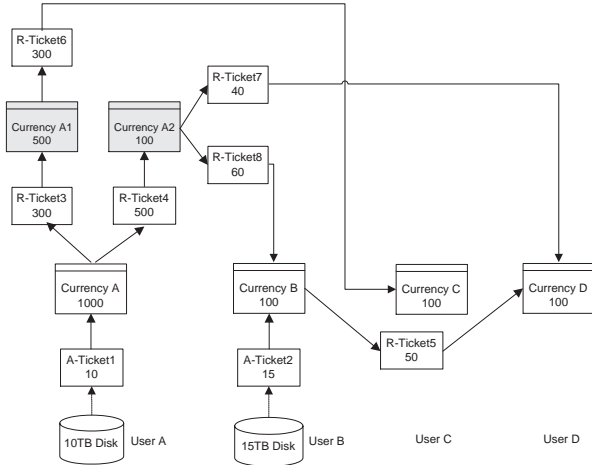 R-Ticket6
300
R-Ticket7
40
Currency A1
500
Currency A2
100
R-Ticket8
60
R-Ticket3
300
R-Ticket4
500
Currency A
1000
Currency B
100
Currency C
100
Currency D
100
R-Ticket5
50
A-Ticket1
10
A-Ticket2
15
10TB Disk
User A
15TB Disk
User B
User C
User D